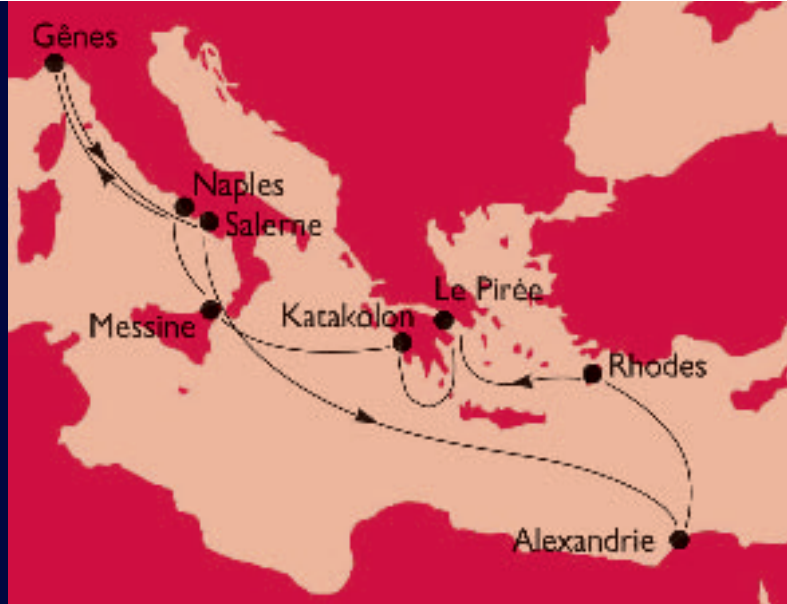 Gênes
Naples
Salerne
Le Pirée
Katakolon
Messine
Rhodes
Alexandrie